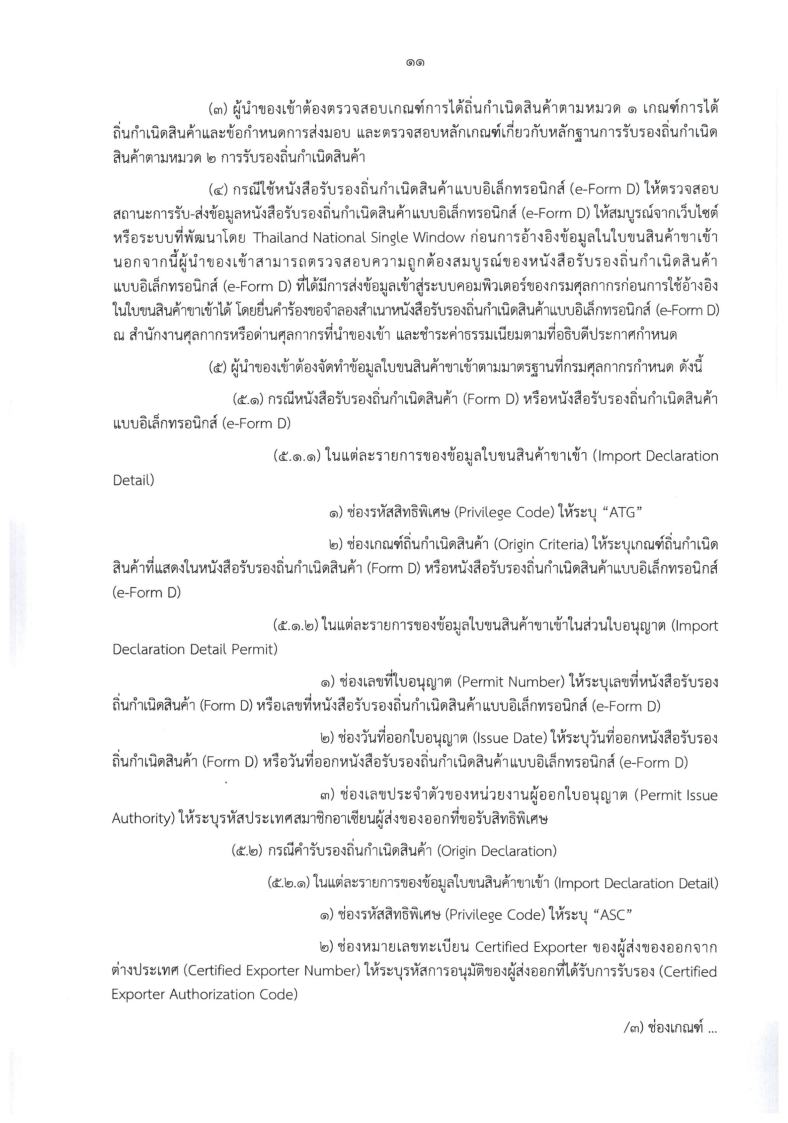 ๑๑
(๓) ผู้นำของเข้าต้องตรวจสอบเกณฑ์การได้ถิ่นกำเนิดสินค้าตามหมวด ๑ เกณฑ์การได้
ถิ่นกำเนิดสินค้าและข้อกำหนดการส่งมอบ และตรวจสอบหลักเกณฑ์เกี่ยวกับหลักฐานการรับรองถิ่นกำเนิด
สินค้าตามหมวด ๒ การรับรองถิ่นกำเนิดสินค้า
(๔) กรณีใช้หนังสือรับรองถิ่นกำเนิดสินค้าแบบอิเล็กทรอนิกส์ (e-Form D) ให้ตรวจสอบ
สถานะการรับ-ส่งข้อมูลหนังสือรับรองถิ่นกำเนิดสินค้าแบบอิเล็กทรอนิกส์ (e-Form D) ให้สมบูรณ์จากเว็บไซต์
หรือระบบที่พัฒนาโดย Thailand National Single Window ก่อนการอ้างอิงข้อมูลในใบขนสินค้าขาเข้า
นอกจากนี้ผู้นำของเข้าสามารถตรวจสอบความถูกต้องสมบูรณ์ของหนังสือรับรองถิ่นกำเนิดสินค้า
แบบอิเล็กทรอนิกส์ (e-Form D) ที่ได้มีการส่งข้อมูลเข้าสู่ระบบคอมพิวเตอร์ของกรมศุลกากรก่อนการใช้อ้างอิง
ในใบขนสินค้าขาเข้าได้ โดยยื่นคำร้องขอจำลองสำเนาหนังสือรับรองถิ่นกำเนิดสินค้าแบบอิเล็กทรอนิกส์ (e-Form D)
ณ สำนักงานศุลกากรหรือด่านศุลกากรที่นำของเข้า และชำระค่าธรรมเนียมตามที่อธิบดีประกาศกำหนด
(๕) ผู้นำของเข้าต้องจัดทำข้อมูลใบขนสินค้าขาเข้าตามมาตรฐานที่กรมศุลกากรกำหนด ดังนี้
(๕.๑) กรณีหนังสือรับรองถิ่นกำเนิดสินค้า (Form D) หรือหนังสือรับรองถิ่นกำเนิดสินค้า
แบบอิเล็กทรอนิกส์ (e-Form D)
(๕.๑.๑) ในแต่ละรายการของข้อมูลใบขนสินค้าขาเข้า (Import Declaration
Detail)
๑) ช่องรหัสสิทธิพิเศษ (Privilege Code) ให้ระบุ “ATG”
๒) ช่องเกณฑ์ถิ่นกำเนิดสินค้า (Origin Criteria) ให้ระบุเกณฑ์ถิ่นกำเนิด
สินค้าที่แสดงในหนังสือรับรองถิ่นกำเนิดสินค้า (Form D) หรือหนังสือรับรองถิ่นกำเนิดสินค้าแบบอิเล็กทรอนิกส์
(e-Form D)
(๕.๑.๒) ในแต่ละรายการของข้อมูลใบขนสินค้าขาเข้าในส่วนใบอนุญาต (Import
Declaration Detail Permit)
๑) ช่องเลขที่ใบอนุญาต (Permit Number) ให้ระบุเลขที่หนังสือรับรอง
ถิ่นกำเนิดสินค้า (Form D) หรือเลขที่หนังสือรับรองถิ่นกำเนิดสินค้าแบบอิเล็กทรอนิกส์ (e-Form D)
๒) ช่องวันที่ออกใบอนุญาต (Issue Date) ให้ระบุวันที่ออกหนังสือรับรอง
ถิ่นกำเนิดสินค้า (Form D) หรือวันที่ออกหนังสือรับรองถิ่นกำเนิดสินค้าแบบอิเล็กทรอนิกส์ (e-Form D)
๓) ช่องเลขประจำตัวของหน่วยงานผู้ออกใบอนุญาต (Permit Issue
Authority) ให้ระบุรหัสประเทศสมาชิกอาเซียนผู้ส่งของออกที่ขอรับสิทธิพิเศษ
(๕.๒) กรณีคำรับรองถิ่นกำเนิดสินค้า (Origin Declaration)
(๕.๒.๑) ในแต่ละรายการของข้อมูลใบขนสินค้าขาเข้า (Import Declaration Detail)
๑) ช่องรหัสสิทธิพิเศษ (Privilege Code) ให้ระบุ “ASC”
๒) ช่องหมายเลขทะเบียน Certified Exporter ของผู้ส่งของออกจาก
ต่างประเทศ (Certified Exporter Number) ให้ระบุรหัสการอนุมัติของผู้ส่งออกที่ได้รับการรับรอง (Certified
Exporter Authorization Code)
/๓) ช่องเกณฑ์ ...